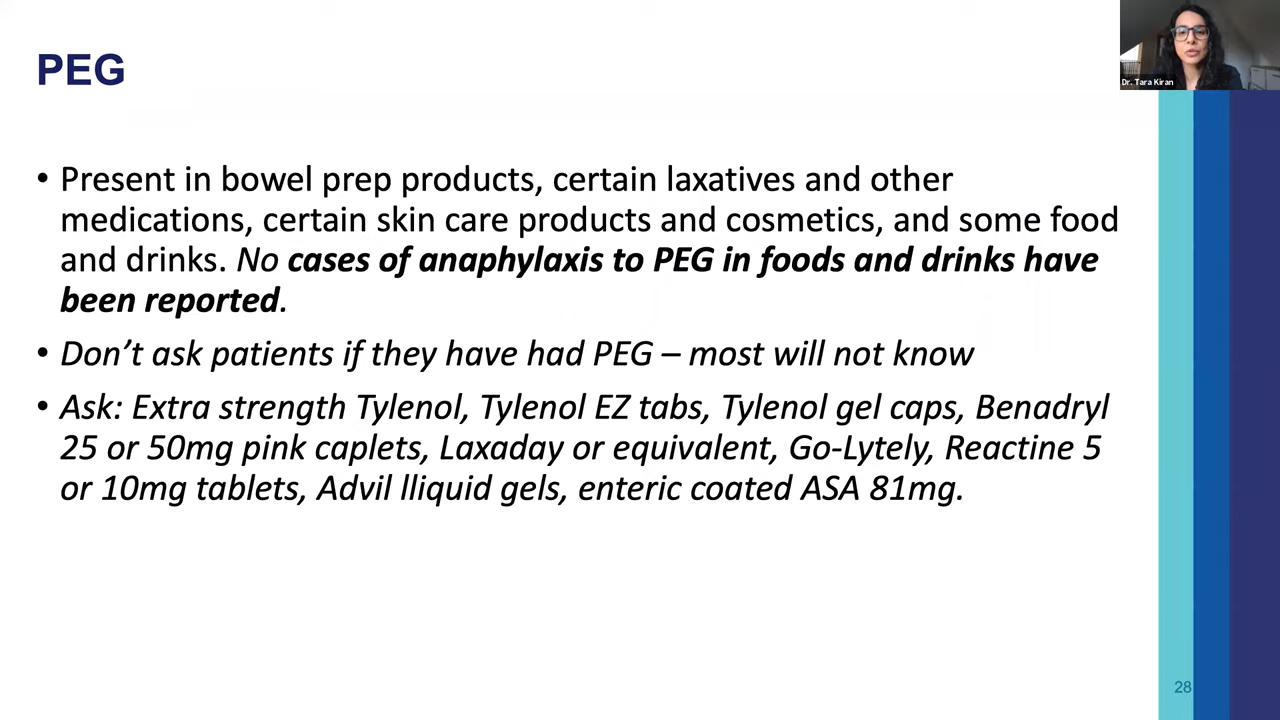 PEG
Dr. Tara Kiran
• Present in bowel prep products, certain laxatives and other
medications, certain skin care products and cosmetics, and some food
and drinks. No cases of anaphylaxis to PEG in foods and drinks have
been reported.
• Don’t ask patients if they have had PEG – most will not know
• Ask: Extra strength Tylenol, Tylenol EZ tabs, Tylenol gel caps, Benadryl
25 or 50mg pink caplets, Laxaday or equivalent, Go-Lytely, Reactine 5
or 10mg tablets, Advil lliquid gels, enteric coated ASA 81mg.
28